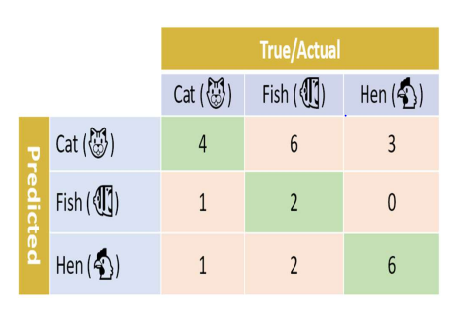 True/Actual
Cat () Fish () Hen ()
Predicted
Cat () 4 6 3
Fish () 1 2 0
Hen () 1 2 6